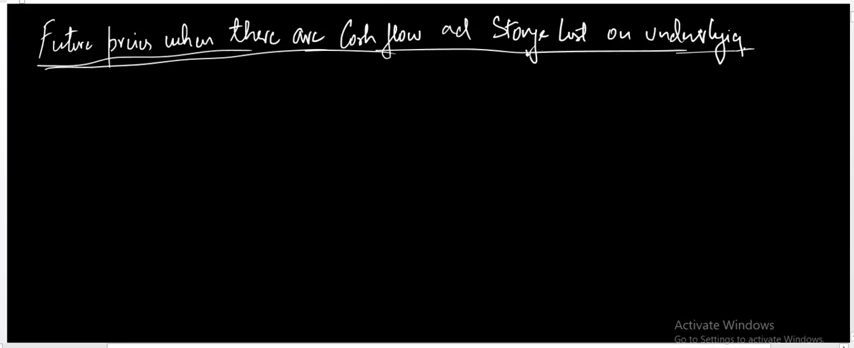 Future prices when there are Cash flow ad Storage Cost on underlying
Activate Windows
Go to Settings to activate Windows.